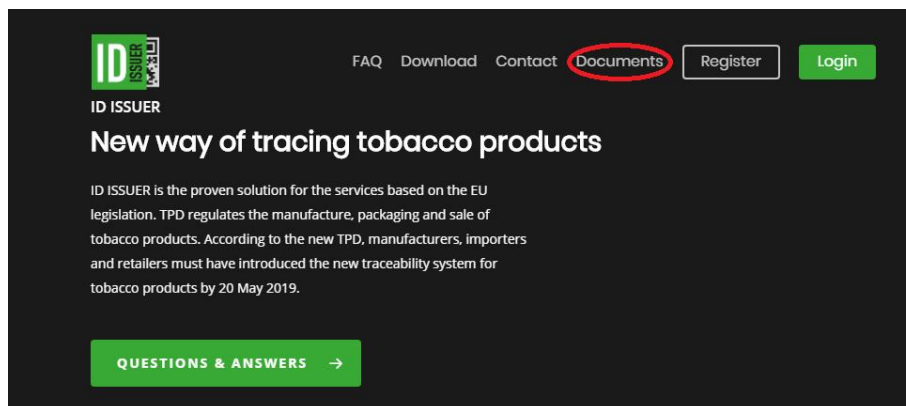 ID ISSUER
FAQ Download Contact Documents Register Login
ID ISSUER
New way of tracing tobacco products
ID ISSUER is the proven solution for the services based on the EU
legislation. TPD regulates the manufacture, packaging and sale of
tobacco products. According to the new TPD, manufacturers, importers
and retailers must have introduced the new traceability system for
tobacco products by 20 May 2019.
QUESTIONS & ANSWERS →